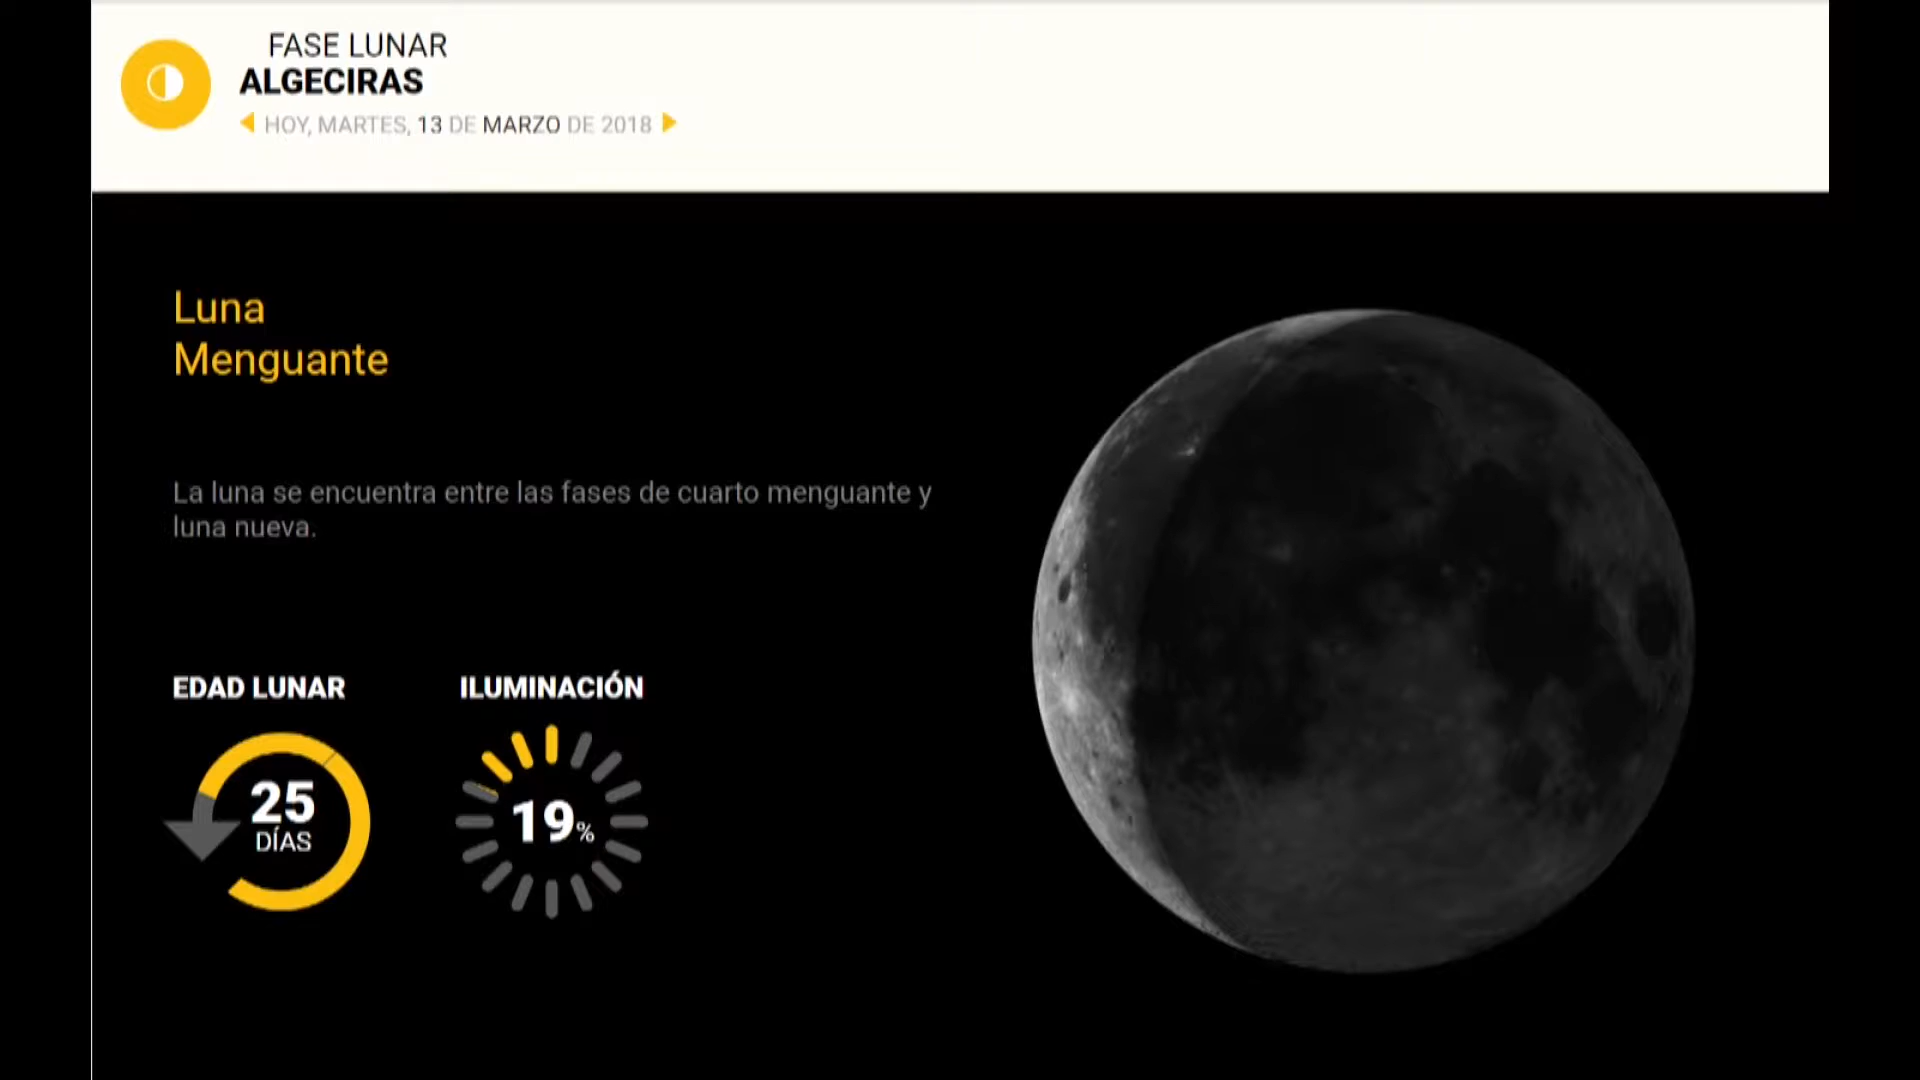 FASE LUNAR
ALGECIRAS
HOY, MARTES, 13 DE MARZO DE 2018
Luna
Menguante
La luna se encuentra entre las fases de cuarto menguante y
luna nueva.
EDAD LUNAR
25
DÍAS
ILUMINACIÓN
19%